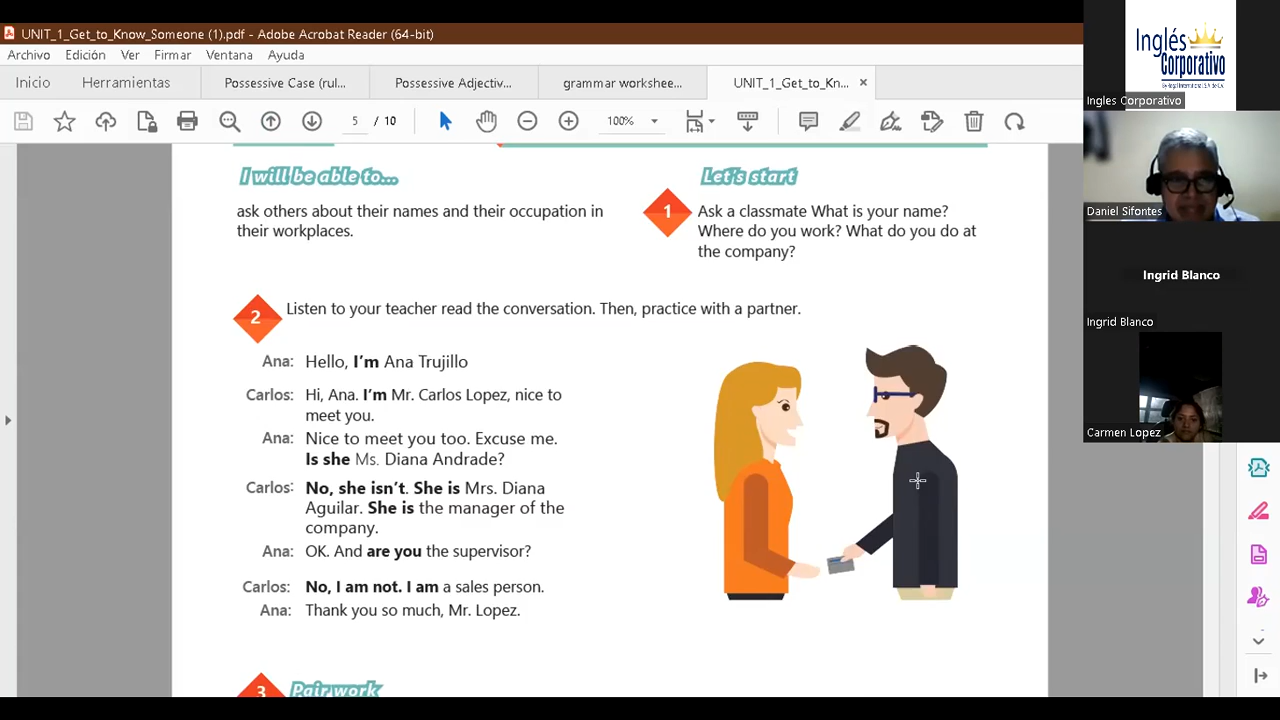 UNIT_1_Get_to_Know_Someone (1).pdf - Adobe Acrobat Reader (64-bit)
Archivo Edición Ver Firmar Ventana Ayuda
Inicio Herramientas Possessive Case (rul... Possessive Adjectiv... grammar workshee... UNIT_1_Get_to_Kn... ×
5 / 10 100%
I will be able to...
ask others about their names and their occupation in
their workplaces.
Let's start
1
Ask a classmate What is your name?
Where do you work? What do you do at
the company?
2
Listen to your teacher read the conversation. Then, practice with a partner.
Ana: Hello, I'm Ana Trujillo
Carlos: Hi, Ana. I'm Mr. Carlos Lopez, nice to
meet you.
Ana: Nice to meet you too. Excuse me.
Is she Ms. Diana Andrade?
Carlos: No, she isn't. She is Mrs. Diana
Aguilar. She is the manager of the
company.
Ana: OK. And are you the supervisor?
Carlos: No, I am not. I am a sales person.
Ana: Thank you so much, Mr. Lopez.
3
Pair work
Inglés
Corporativo
Ingles Corporativo
Daniel Sifontes
Ingrid Blanco
Ingrid Blanco
Carmen Lopez